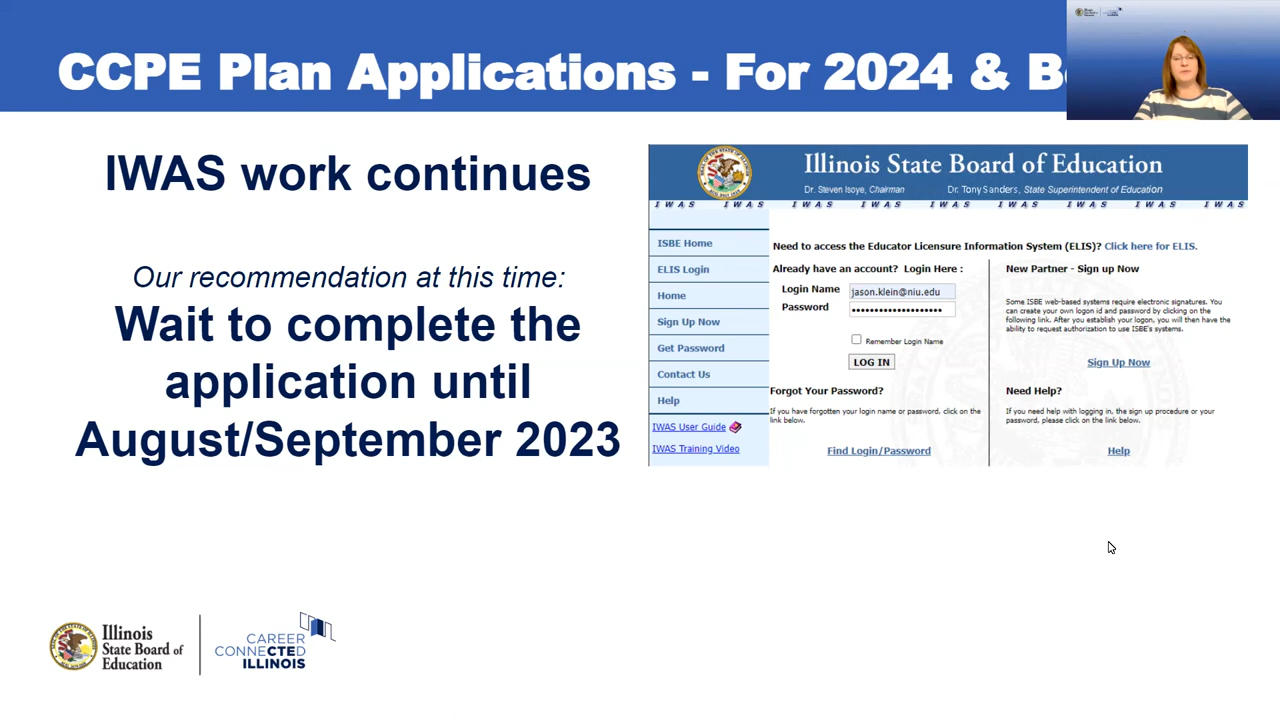 CCPE Plan Applications - For 2024 & B
IWAS work continues
Our recommendation at this time:
Wait to complete the
application until
August/September 2023
Illinois State Board of Education
Dr. Steven Isoye, Chairman
Dr. Tony Sanders, State Superintendent of Education
IWAS IWAS IWAS IWAS IWAS IWAS IWAS IWAS IWAS
ISBE Home
ELIS Login
Home
Sign Up Now
Get Password
Contact Us
Help
IWAS User Guide
IWAS Training Video
Need to access the Educator Licensure Information System (ELIS)? Click here for ELIS.
Already have an account? Login Here :
Login Name jason.klein@niu.edu
Password ••••••••••••••••••••
Remember Login Name
LOG IN
Forgot Your Password?
If you have forgotten your login name or password, click on the
link below.
Find Login/Password
New Partner - Sign up Now
Some ISBE web-based systems require electronic signatures. You
can create your own logon id and password by clicking on the
following link. After you establish your logon, you will then have the
ability to request authorization to use ISBE's systems.
Sign Up Now
Need Help?
If you need help with logging in, the sign up procedure or your
password, please click on the link below.
Help
Illinois
State Board of
Education
CAREER
CONNECTED
ILLINOIS